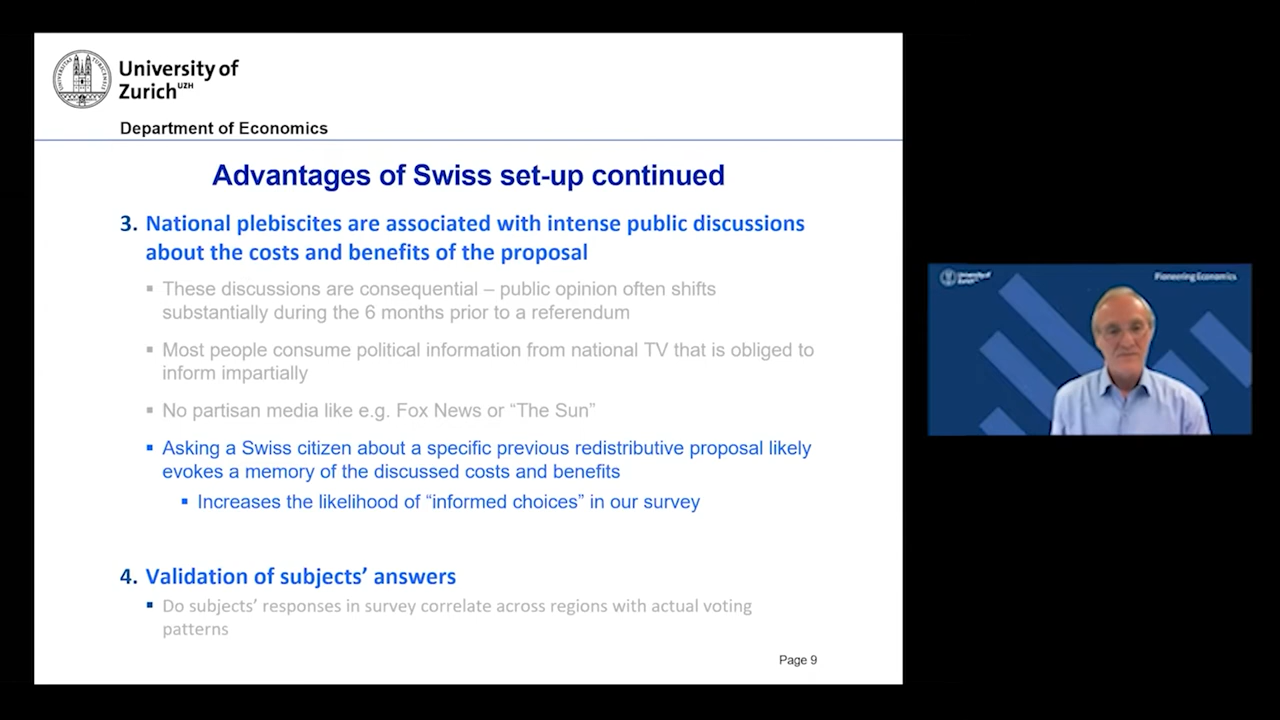 University of
Zurich UZH
Department of Economics
Advantages of Swiss set-up continued
3. National plebiscites are associated with intense public discussions
about the costs and benefits of the proposal
▪ These discussions are consequential – public opinion often shifts
substantially during the 6 months prior to a referendum
▪ Most people consume political information from national TV that is obliged to
inform impartially
▪ No partisan media like e.g. Fox News or “The Sun”
▪ Asking a Swiss citizen about a specific previous redistributive proposal likely
evokes a memory of the discussed costs and benefits
▪ Increases the likelihood of “informed choices” in our survey
4. Validation of subjects’ answers
▪ Do subjects’ responses in survey correlate across regions with actual voting
patterns
Page 9
University of
Zurich
Pioneering Economics